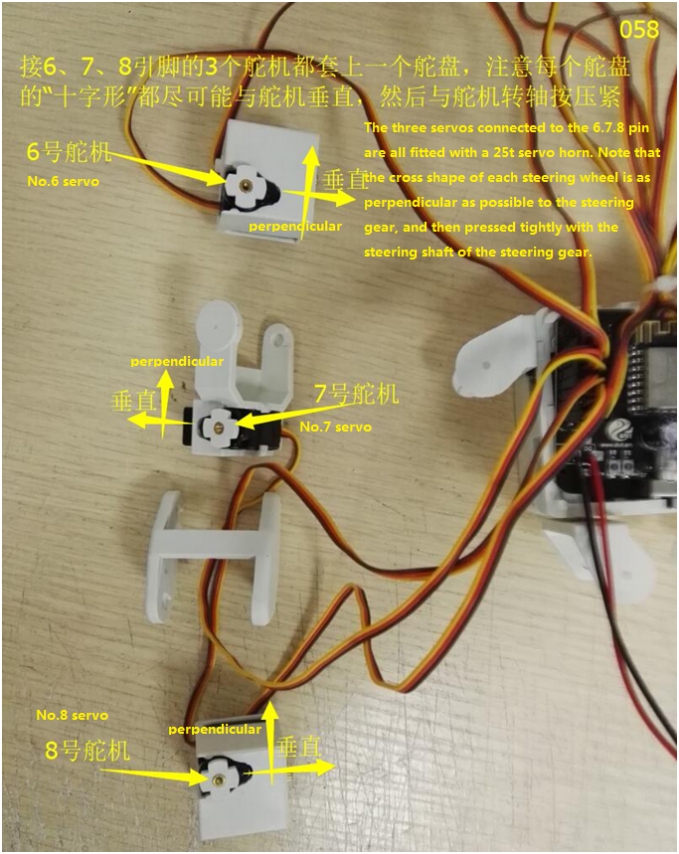 058
接6、7、8引脚的3个舵机都套上一个舵盘，注意每个舵盘
的“十字形”都尽可能与舵机垂直，然后与舵机转轴按压紧
The three servos connected to the 6.7.8 pin
are all fitted with a 25t servo horn. Note that
the cross shape of each steering wheel is as
perpendicular as possible to the steering
gear, and then pressed tightly with the
steering shaft of the steering gear.
6号舵机
No.6 servo
垂直
perpendicular
perpendicular
垂直
7号舵机
No.7 servo
No.8 servo
8号舵机
perpendicular
垂直